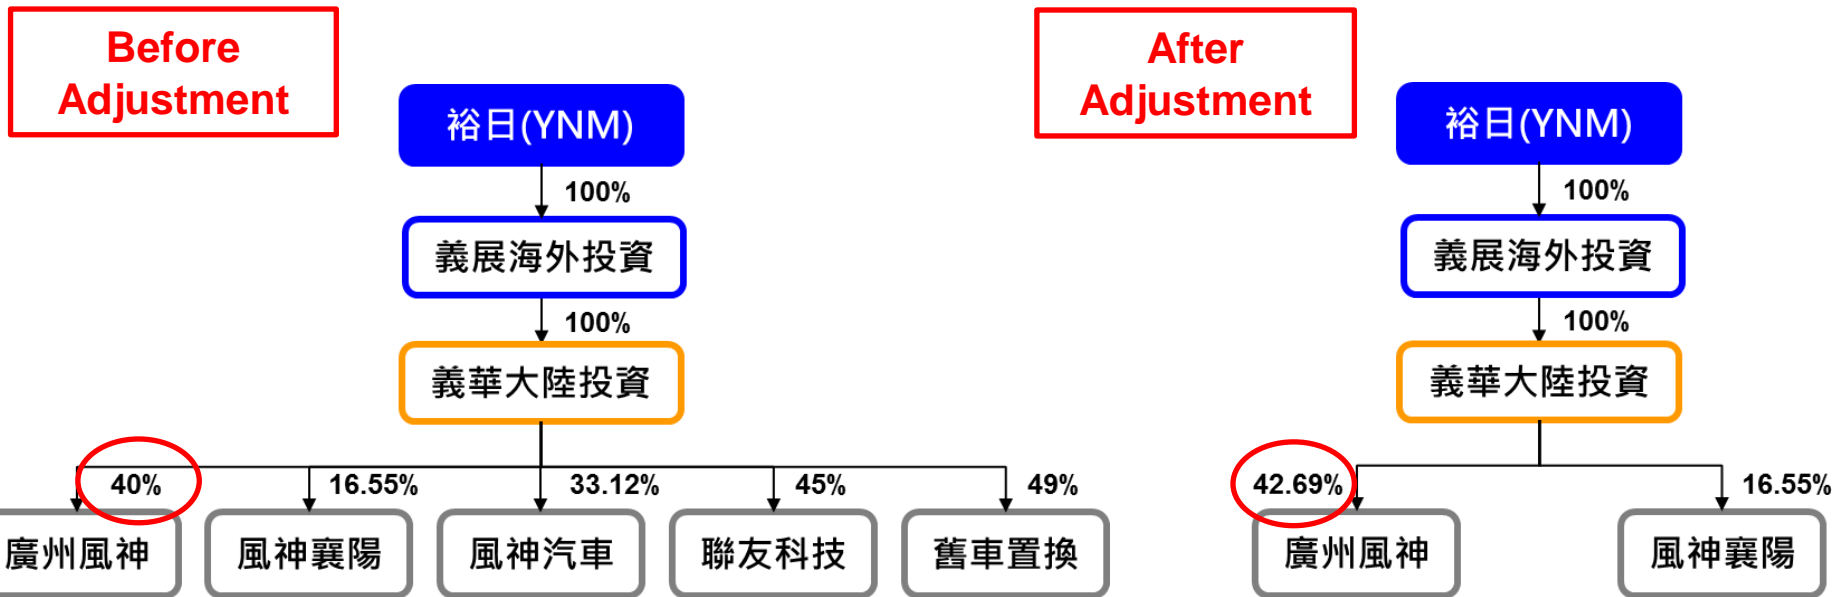 Before
Adjustment
裕日(YNM)
100%
義展海外投資
100%
義華大陸投資
40%
16.55%
33.12%
45%
49%
廣州風神
風神襄陽
風神汽車
聯友科技
舊車置換
After
Adjustment
裕日(YNM)
100%
義展海外投資
100%
義華大陸投資
42.69%
16.55%
廣州風神
風神襄陽